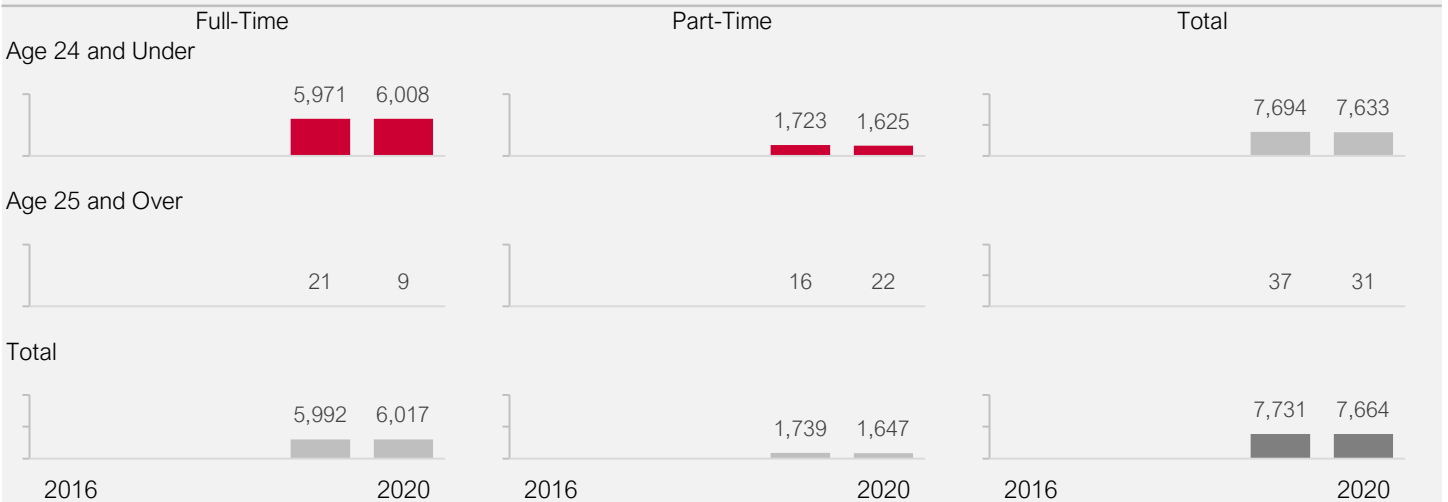 Full-Time Part-Time Total
Age 24 and Under
5,971 6,008 1,723 1,625 7,694 7,633
Age 25 and Over
21 9 16 22 37 31
Total
5,992 6,017 1,739 1,647 7,731 7,664
2016 2020 2016 2020 2016 2020